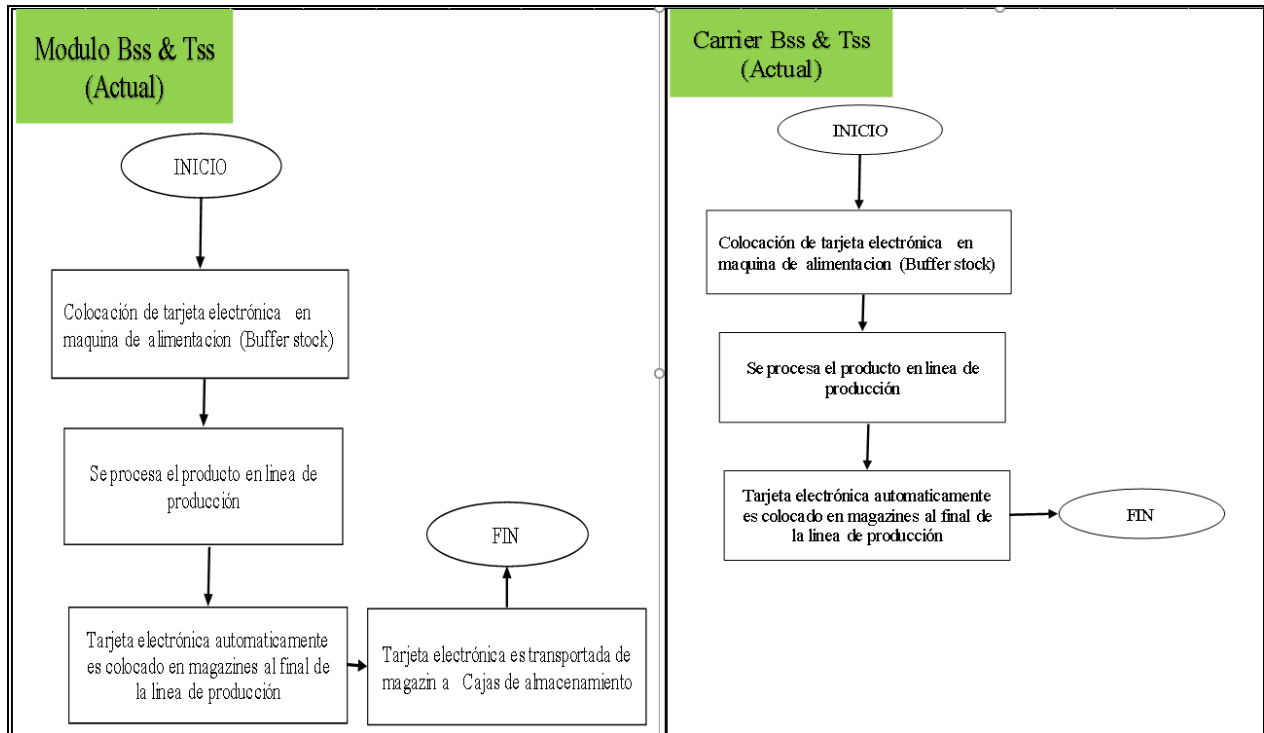 Modulo Bss & Tss
(Actual)
INICIO
Colocación de tarjeta electrónica en
maquina de alimentacion (Buffer stock)
Se procesa el producto en linea de
producción
Tarjeta electrónica automaticamente
es colocado en magazines al final de
la linea de producción
Tarjeta electrónica es transportada de
magazin a Cajas de almacenamiento
FIN
Carrier Bss & Tss
(Actual)
INICIO
Colocación de tarjeta electrónica en
maquina de alimentacion (Buffer stock)
Se procesa el producto en linea de
producción
Tarjeta electrónica automaticamente
es colocado en magazines al final de
la linea de producción
FIN